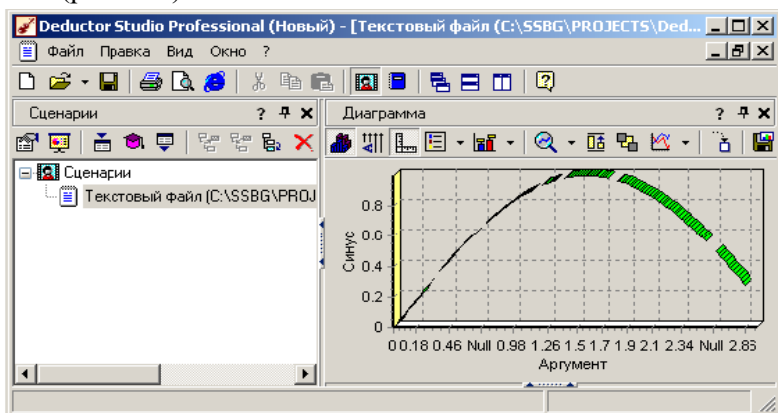 Deductor Studio Professional (Новый) - [Текстовый файл (C:\SSBG\PROJECTS\Ded...
Файл Правка Вид Окно ?
Сценарии ?
Диаграмма ?
Сценарии
Текстовый файл (C:\SSBG\PROJ
0.8
0.6
0.4
0.2
0
Синус
0 0.18 0.46 Null 0.98 1.26 1.5 1.7 1.9 2.1 2.34 Null 2.86
Аргумент